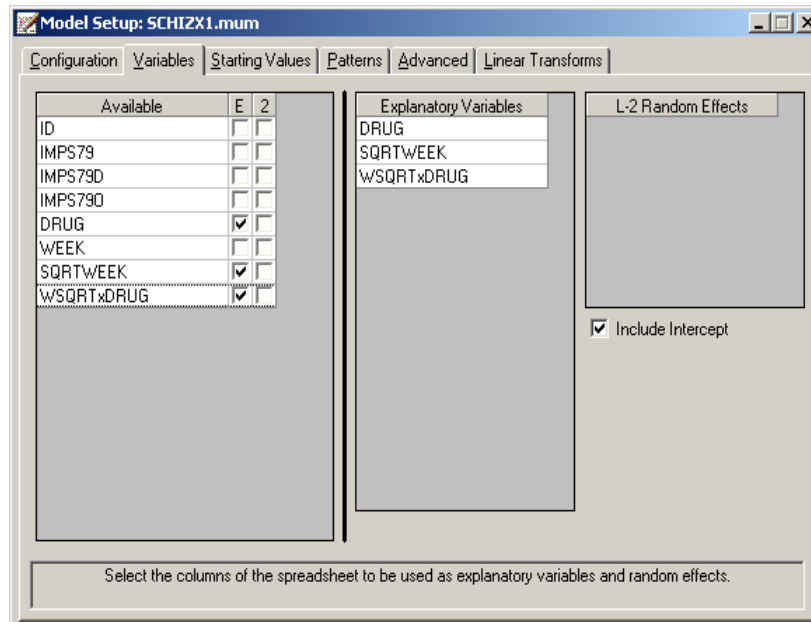 Model Setup: SCHIZX1.mum
Configuration Variables Starting Values Patterns Advanced Linear Transforms
Available E 2
ID
IMPS79
IMPS79D
IMPS79O
DRUG
WEEK
SQRTWEEK
WSQRTxDRUG
Explanatory Variables
DRUG
SQRTWEEK
WSQRTxDRUG
L-2 Random Effects
Include Intercept
Select the columns of the spreadsheet to be used as explanatory variables and random effects.